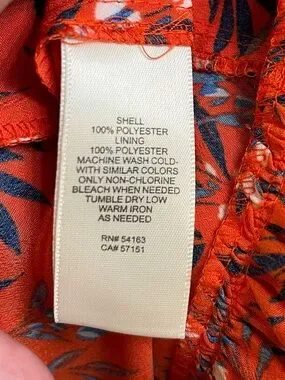 SHELL
100% POLYESTER
LINING
100% POLYESTER
MACHINE WASH COLD-
WITH SIMILAR COLORS
ONLY NON-CHLORINE
BLEACH WHEN NEEDED
TUMBLE DRY LOW
WARM IRON
AS NEEDED
RN# 54163
CA# 57151